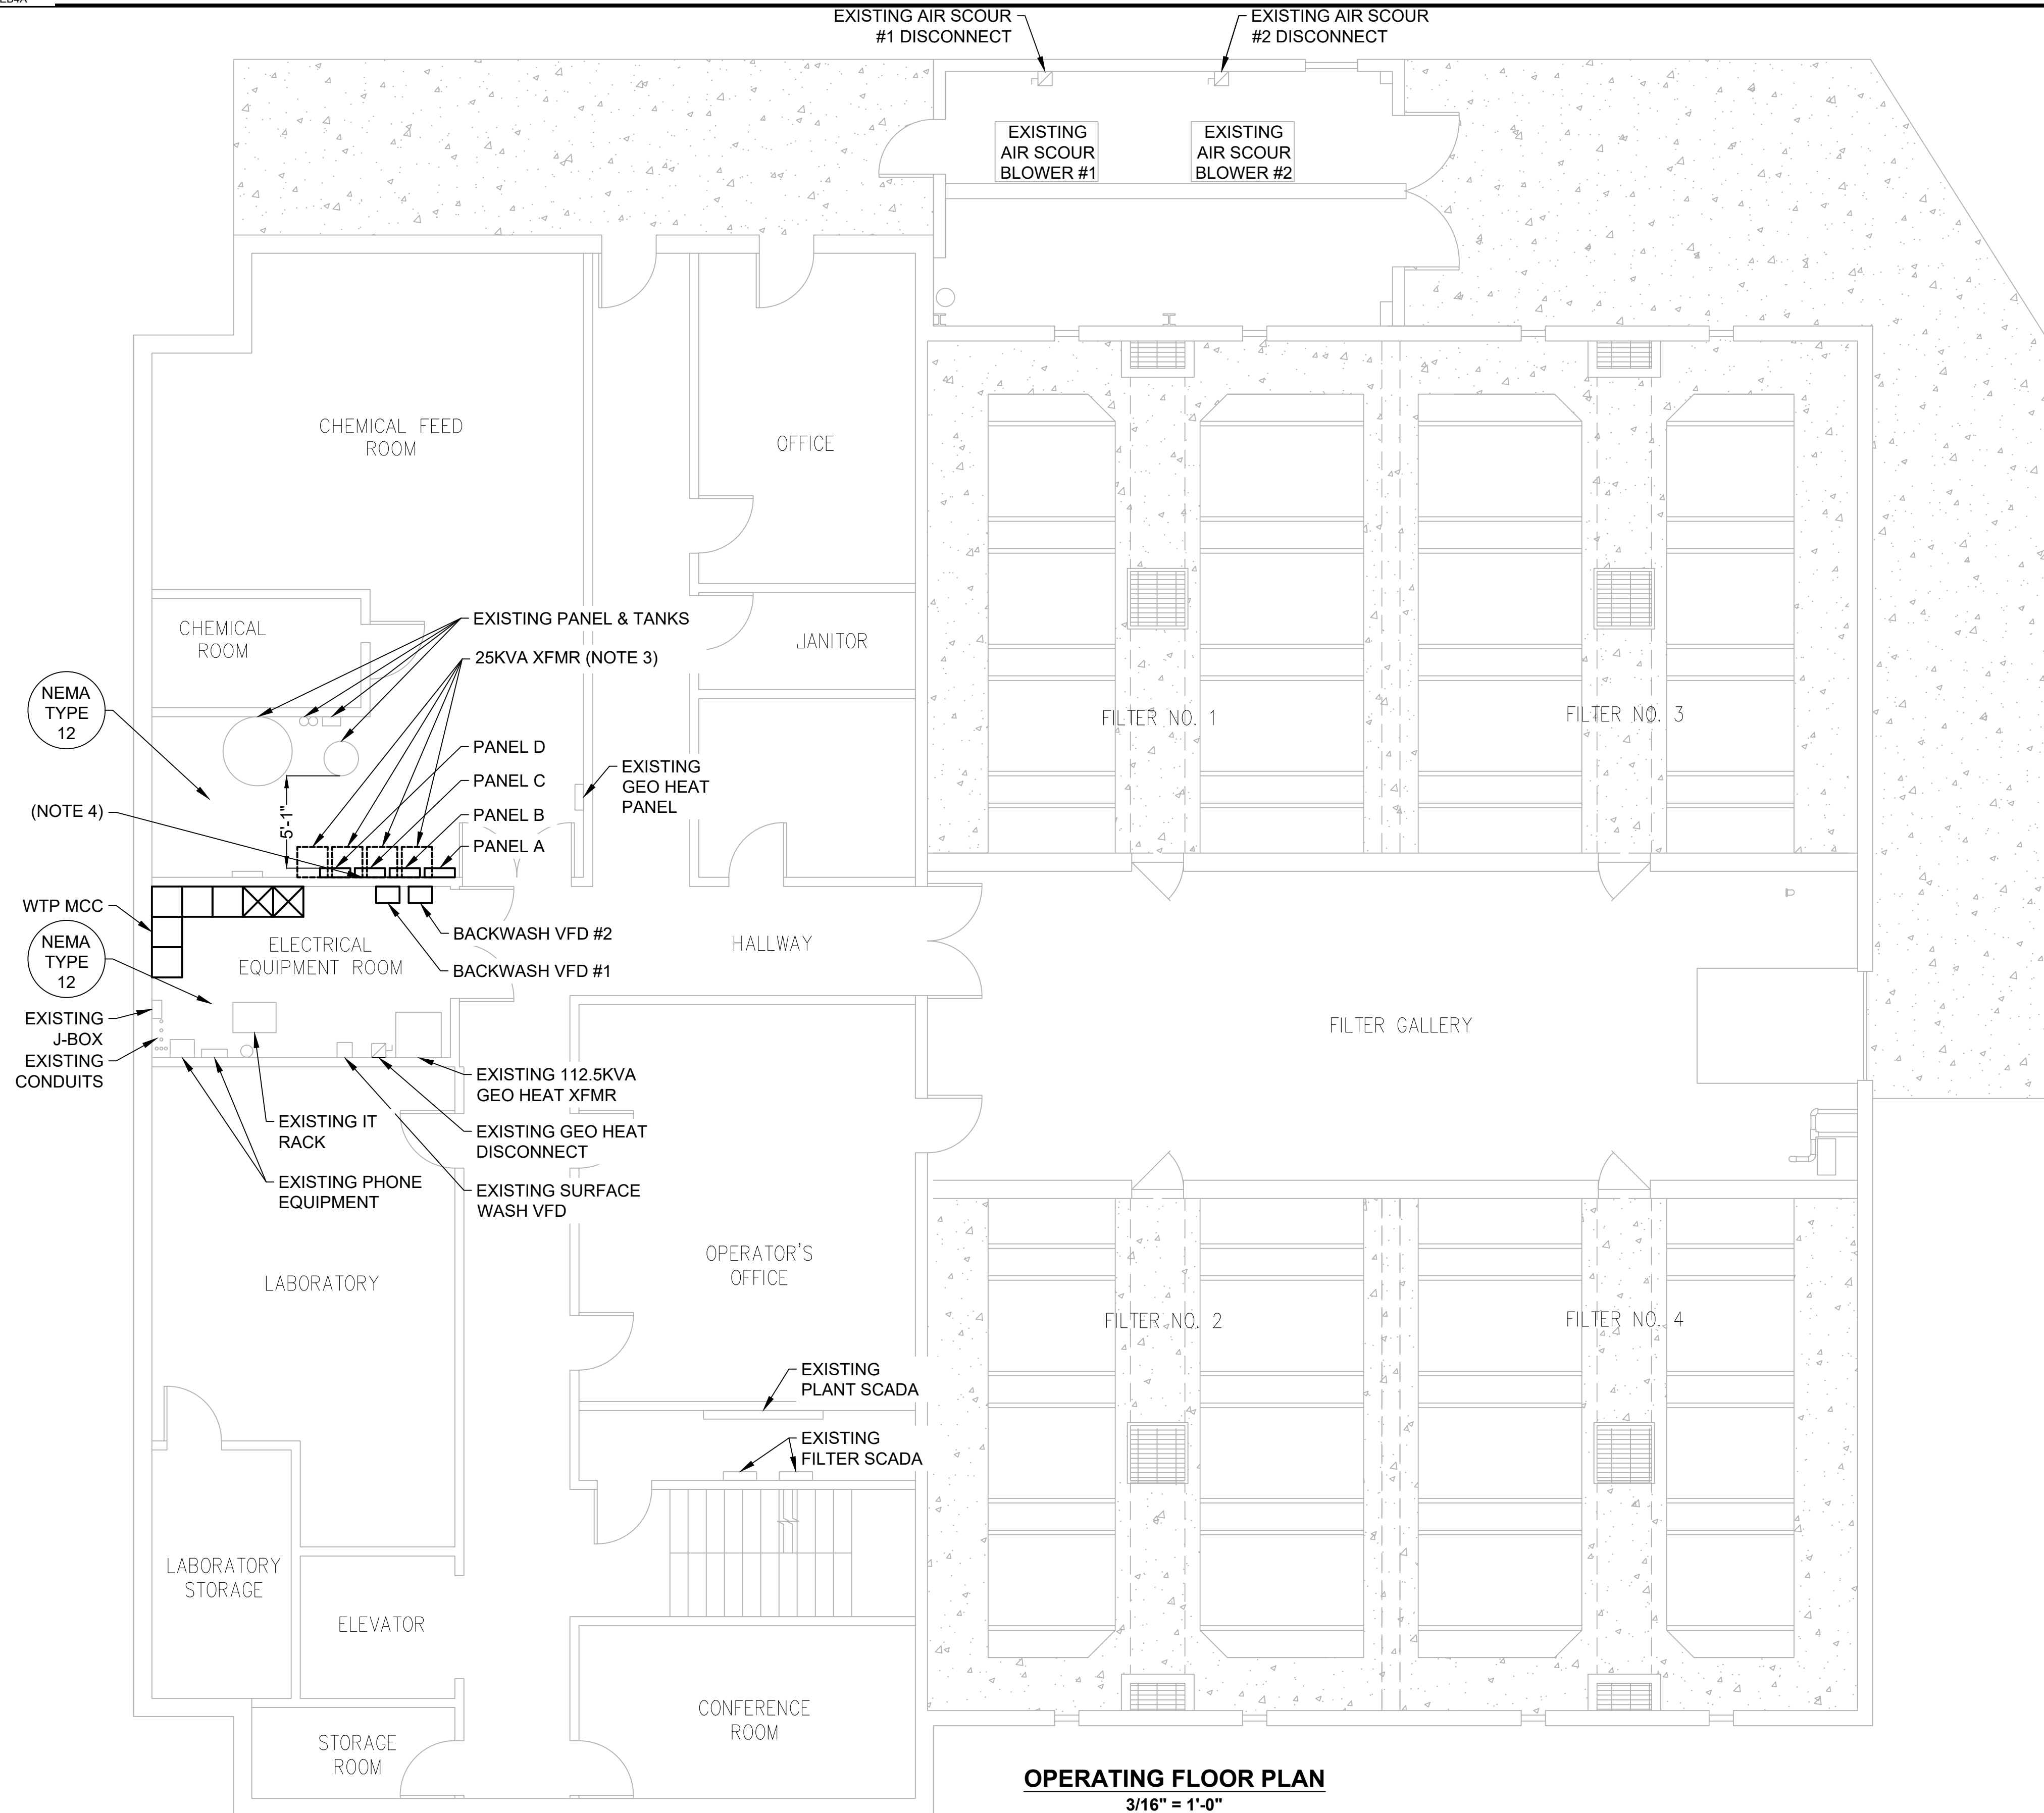 EXISTING AIR SCOUR
#1 DISCONNECT
EXISTING AIR SCOUR
#2 DISCONNECT
EXISTING
AIR SCOUR
BLOWER #1
EXISTING
AIR SCOUR
BLOWER #2
CHEMICAL FEED
ROOM
OFFICE
CHEMICAL
ROOM
JANITOR
EXISTING PANEL & TANKS
25KVA XFMR (NOTE 3)
NEMA
TYPE
12
FILTER NO. 1
FILTER NO. 3
PANEL D
PANEL C
PANEL B
PANEL A
EXISTING
GEO HEAT
PANEL
(NOTE 4)
5'-1"
WTP MCC
NEMA
TYPE
12
ELECTRICAL
EQUIPMENT ROOM
BACKWASH VFD #2
BACKWASH VFD #1
HALLWAY
FILTER GALLERY
EXISTING
J-BOX
EXISTING
CONDUITS
EXISTING 112.5KVA
GEO HEAT XFMR
EXISTING IT
RACK
EXISTING GEO HEAT
DISCONNECT
EXISTING PHONE
EQUIPMENT
EXISTING SURFACE
WASH VFD
LABORATORY
OPERATOR'S
OFFICE
FILTER NO. 2
FILTER NO. 4
EXISTING
PLANT SCADA
EXISTING
FILTER SCADA
LABORATORY
STORAGE
ELEVATOR
CONFERENCE
ROOM
STORAGE
ROOM
OPERATING FLOOR PLAN
3/16" = 1'-0"